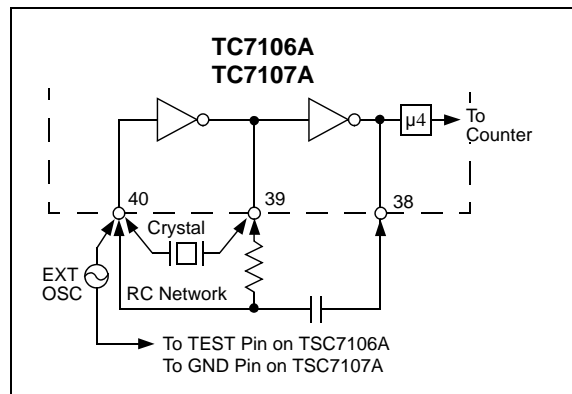 TC7106A
TC7107A
µ4
To
Counter
40
39
38
Crystal
EXT
OSC
RC Network
To TEST Pin on TSC7106A
To GND Pin on TSC7107A